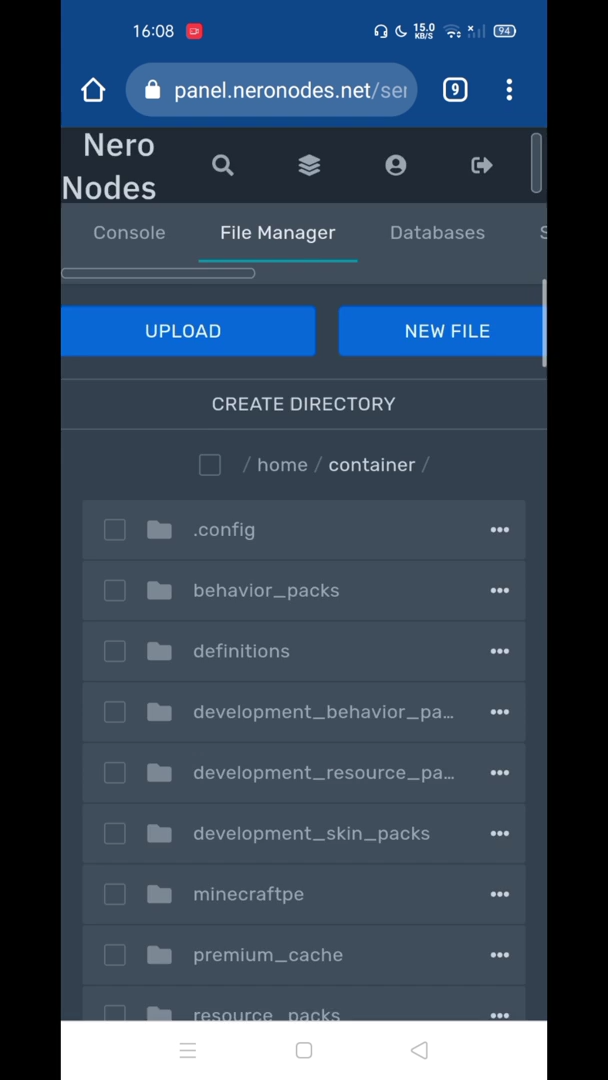 16:08
15.0
KB/S
94
panel.neronodes.net/ser
9
Nero
Nodes
Console
File Manager
Databases
S
UPLOAD
NEW FILE
CREATE DIRECTORY
/ home / container /
.config
behavior_packs
definitions
development_behavior_pa...
development_resource_pa...
development_skin_packs
minecraftpe
premium_cache
resource_packs